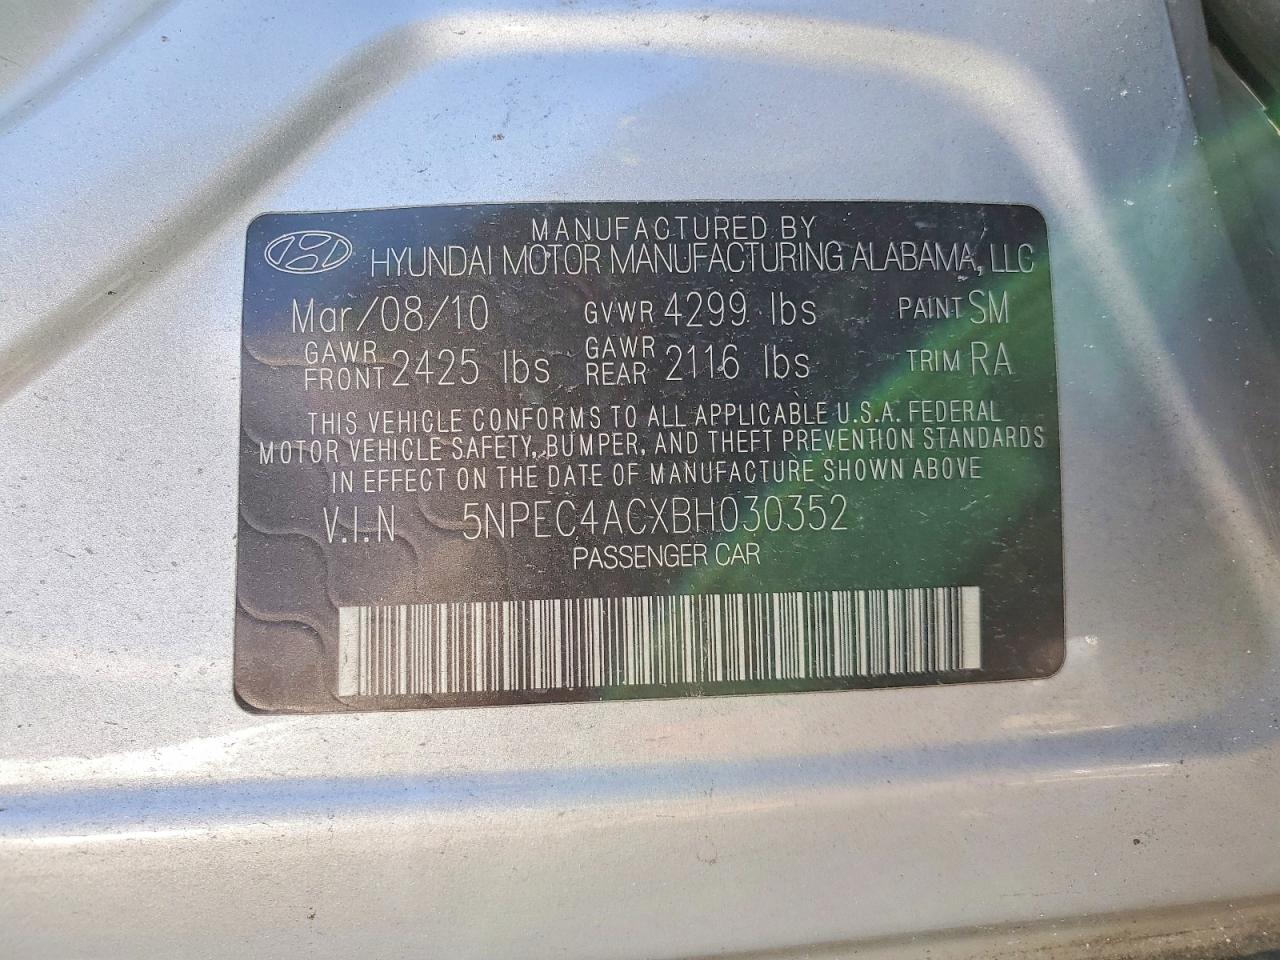 MANUFACTURED BY
HYUNDAI MOTOR MANUFACTURING ALABAMA, LLC
Mar/08/10 GVWR 4299 lbs PAINT SM
GAWR FRONT 2425 lbs GAWR REAR 2116 lbs TRIM RA
THIS VEHICLE CONFORMS TO ALL APPLICABLE U.S.A. FEDERAL
MOTOR VEHICLE SAFETY, BUMPER, AND THEFT PREVENTION STANDARDS
IN EFFECT ON THE DATE OF MANUFACTURE SHOWN ABOVE
V.I.N 5NPEC4ACXBH030352
PASSENGER CAR